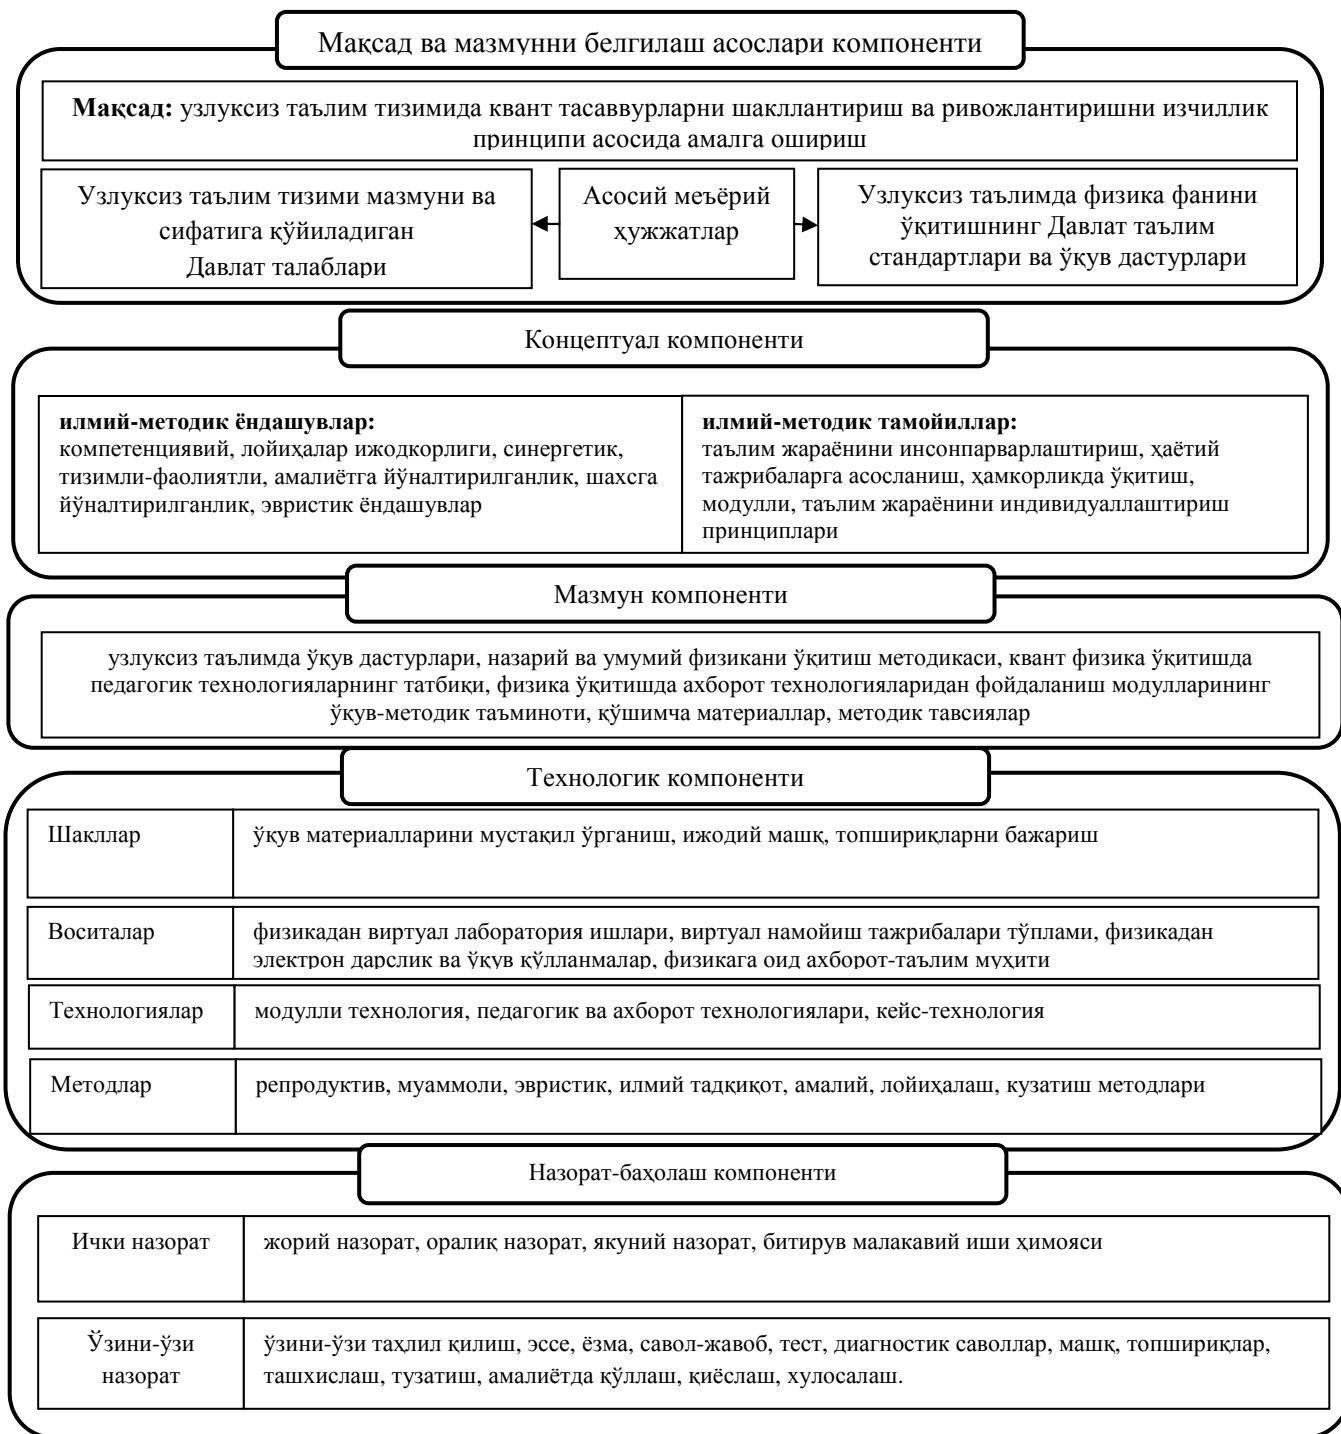 Мақсад ва мазмунни белгилаш асослари компоненти
Мақсад: узлуксиз таълим тизимида квант тасаввурларни шакллантириш ва ривожлантиришни изчиллик
принципи асосида амалга ошириш
Узлуксиз таълим тизими мазмуни ва
сифатига қўйиладиган
Давлат талаблари
Асосий меъёрий
ҳужжатлар
Узлуксиз таълимда физика фанини
ўқитишнинг Давлат таълим
стандартлари ва ўқув дастурлари
Концептуал компоненти
илмий-методик ёндашувлар:
компетенциявий, лойиҳалар ижодкорлиги, синергетик,
тизимли-фаолиятли, амалиётга йўналтирилганлик, шахсга
йўналтирилганлик, эвристик ёндашувлар
илмий-методик тамойиллар:
таълим жараёнини инсонпарварлаштириш, ҳаётий
тажрибаларга асосланиш, ҳамкорликда ўқитиш,
модулли, таълим жараёнини индивидуаллаштириш
принциплари
Мазмун компоненти
узлуксиз таълимда ўқув дастурлари, назарий ва умумий физикани ўқитиш методикаси, квант физика ўқитишда
педагогик технологияларнинг татбиқи, физика ўқитишда ахборот технологияларидан фойдаланиш модулларининг
ўқув-методик таъминоти, қўшимча материаллар, методик тавсиялар
Технологик компоненти
Шакллар
ўқув материалларини мустақил ўрганиш, ижодий машқ, топшириқларни бажариш
Воситалар
физикадан виртуал лаборатория ишлари, виртуал намойиш тажрибалари тўплами, физикадан
электрон дарслик ва ўқув қўлланмалар, физикага оид ахборот-таълим муҳити
Технологиялар
модулли технология, педагогик ва ахборот технологиялари, кейс-технология
Методлар
репродуктив, муаммоли, эвристик, илмий тадқиқот, амалий, лойиҳалаш, кузатиш методлари
Назорат-баҳолаш компоненти
Ички назорат
жорий назорат, оралиқ назорат, якуний назорат, битирув малакавий иши ҳимояси
Ўзини-ўзи
назорат
ўзини-ўзи таҳлил қилиш, эссе, ёзма, савол-жавоб, тест, диагностик саволлар, машқ, топшириқлар,
ташхислаш, тузатиш, амалиётда қўллаш, қиёслаш, хулосалаш.